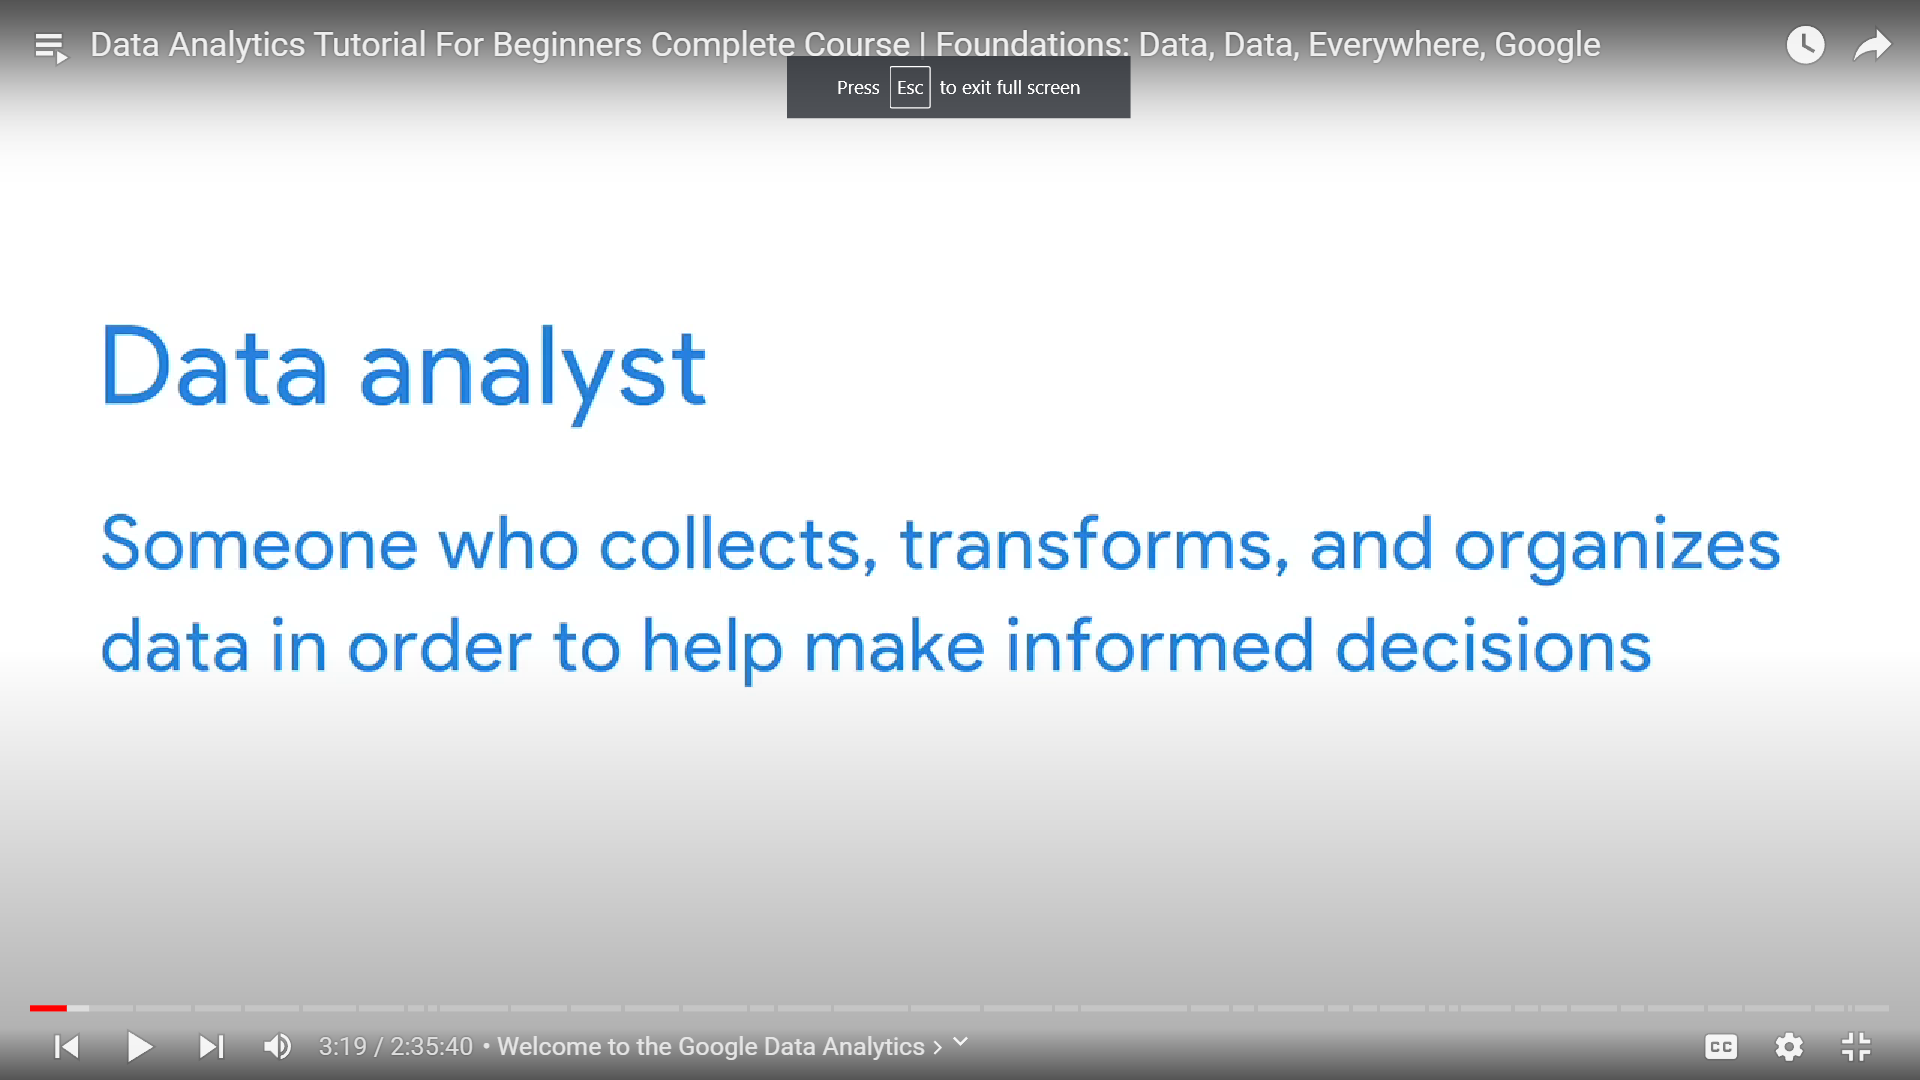 Data Analytics Tutorial For Beginners Complete Course | Foundations: Data, Data, Everywhere, Google
Press Esc to exit full screen
Data analyst
Someone who collects, transforms, and organizes
data in order to help make informed decisions
3:19 / 2:35:40 • Welcome to the Google Data Analytics >
CC